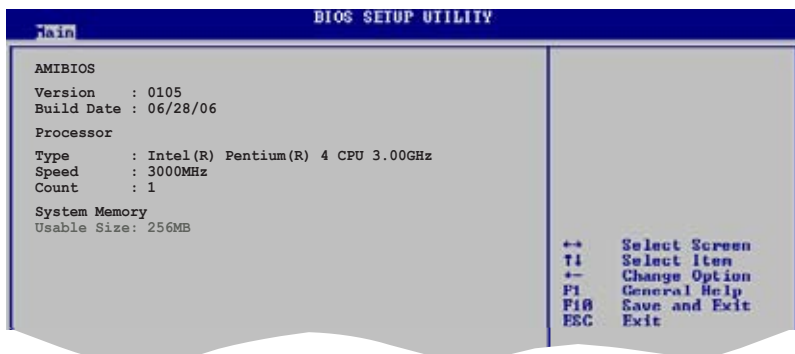 BIOS SETUP UTILITY
Main
AMIBIOS
Version : 0105
Build Date : 06/28/06
Processor
Type : Intel(R) Pentium(R) 4 CPU 3.00GHz
Speed : 3000MHz
Count : 1
System Memory
Usable Size: 256MB
←→ Select Screen
↑↓ Select Item
+- Change Option
F1 General Help
F10 Save and Exit
ESC Exit